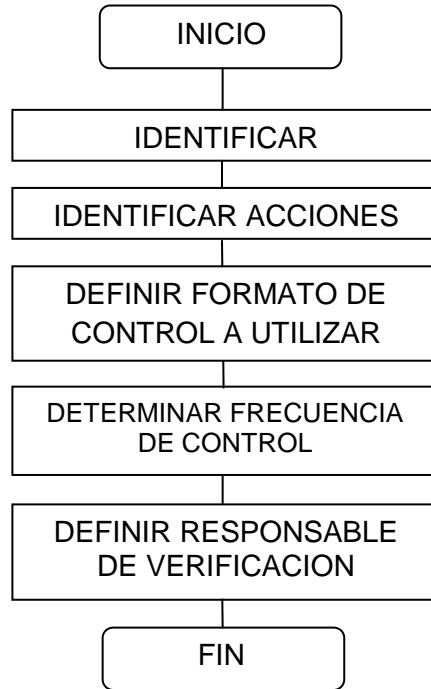 INICIO
IDENTIFICAR
IDENTIFICAR ACCIONES
DEFINIR FORMATO DE
CONTROL A UTILIZAR
DETERMINAR FRECUENCIA
DE CONTROL
DEFINIR RESPONSABLE
DE VERIFICACION
FIN